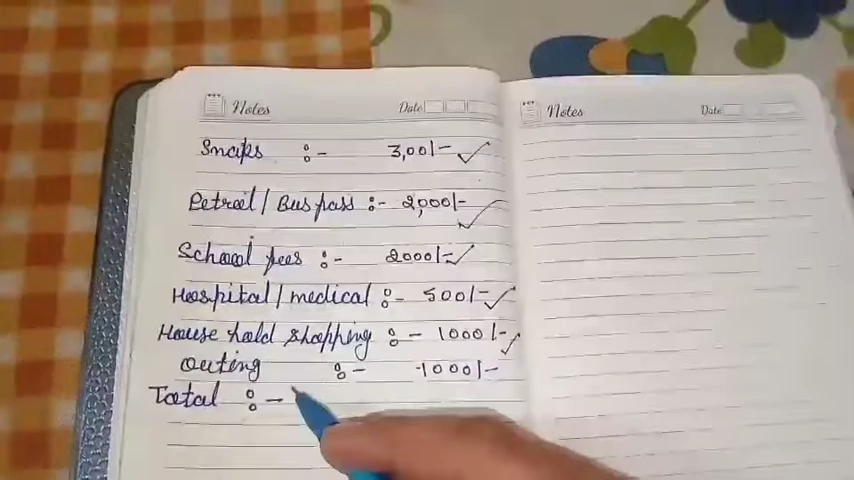 Notes Date
Snaks :- 3,00/-
Petrol / Bus pass :- 2,000/-
School fees :- 2000/-
Hospital / medical :- 500/-
House hold shopping :- 1000/-
outing :- 1000/-
Total :-
Notes Date